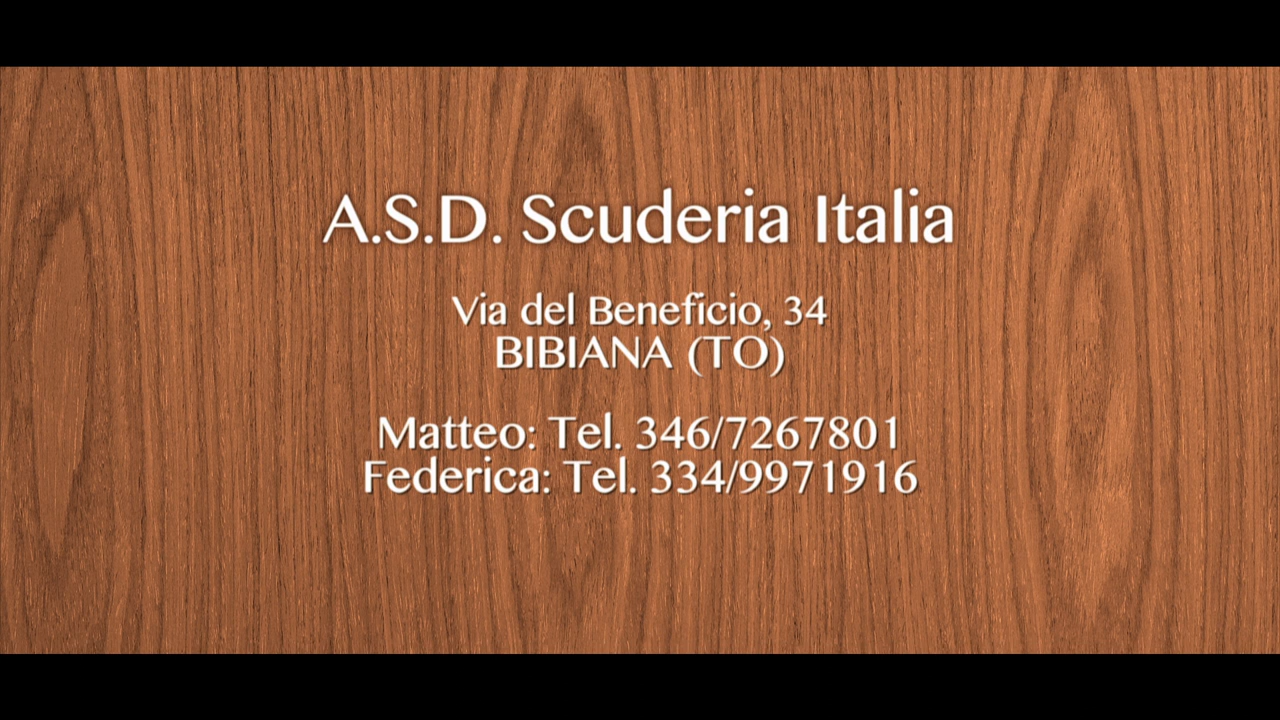 A.S.D. Scuderia Italia
Via del Beneficio, 34
BIBIANA (TO)
Matteo: Tel. 346/7267801
Federica: Tel. 334/9971916